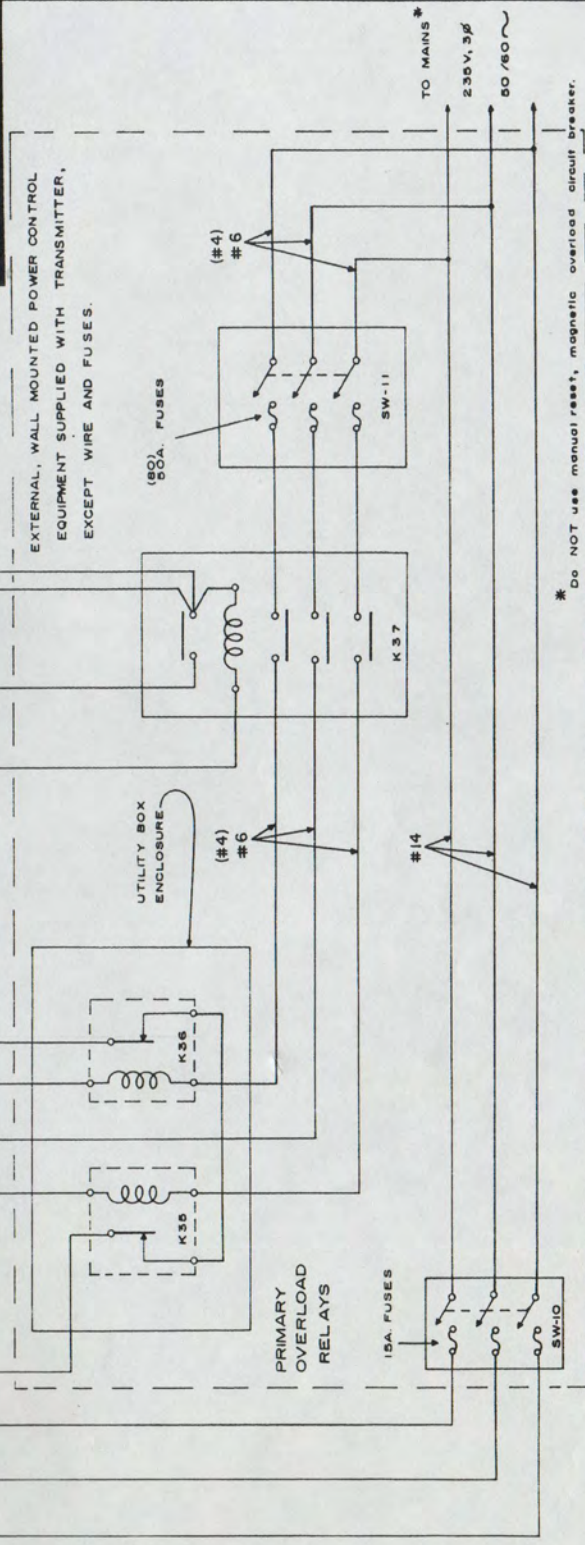 EXTERNAL, WALL MOUNTED POWER CONTROL
EQUIPMENT SUPPLIED WITH TRANSMITTER,
EXCEPT WIRE AND FUSES.
TO MAINS *
235V, 3Ø
50/60~
(#4)
#6
(80)
50A. FUSES
SW-11
K37
UTILITY BOX
ENCLOSURE
(#4)
#6
K36
K35
PRIMARY
OVERLOAD
RELAYS
#14
15A. FUSES
SW-10
* Do NOT use manual reset, magnetic overload circuit breaker.